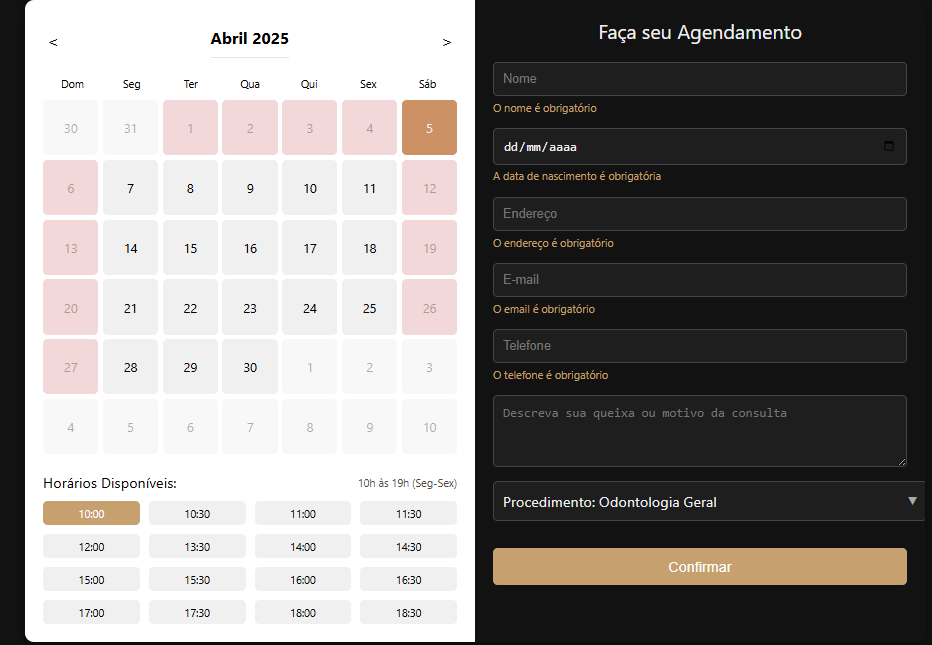 < Abril 2025 >
Dom Seg Ter Qua Qui Sex Sáb
30 31 1 2 3 4 5
6 7 8 9 10 11 12
13 14 15 16 17 18 19
20 21 22 23 24 25 26
27 28 29 30 1 2 3
4 5 6 7 8 9 10
Horários Disponíveis: 10h às 19h (Seg-Sex)
10:00 10:30 11:00 11:30
12:00 13:30 14:00 14:30
15:00 15:30 16:00 16:30
17:00 17:30 18:00 18:30
Faça seu Agendamento
Nome
O nome é obrigatório
dd/mm/aaaa
A data de nascimento é obrigatória
Endereço
O endereço é obrigatório
E-mail
O email é obrigatório
Telefone
O telefone é obrigatório
Descreva sua queixa ou motivo da consulta
Procedimento: Odontologia Geral
Confirmar